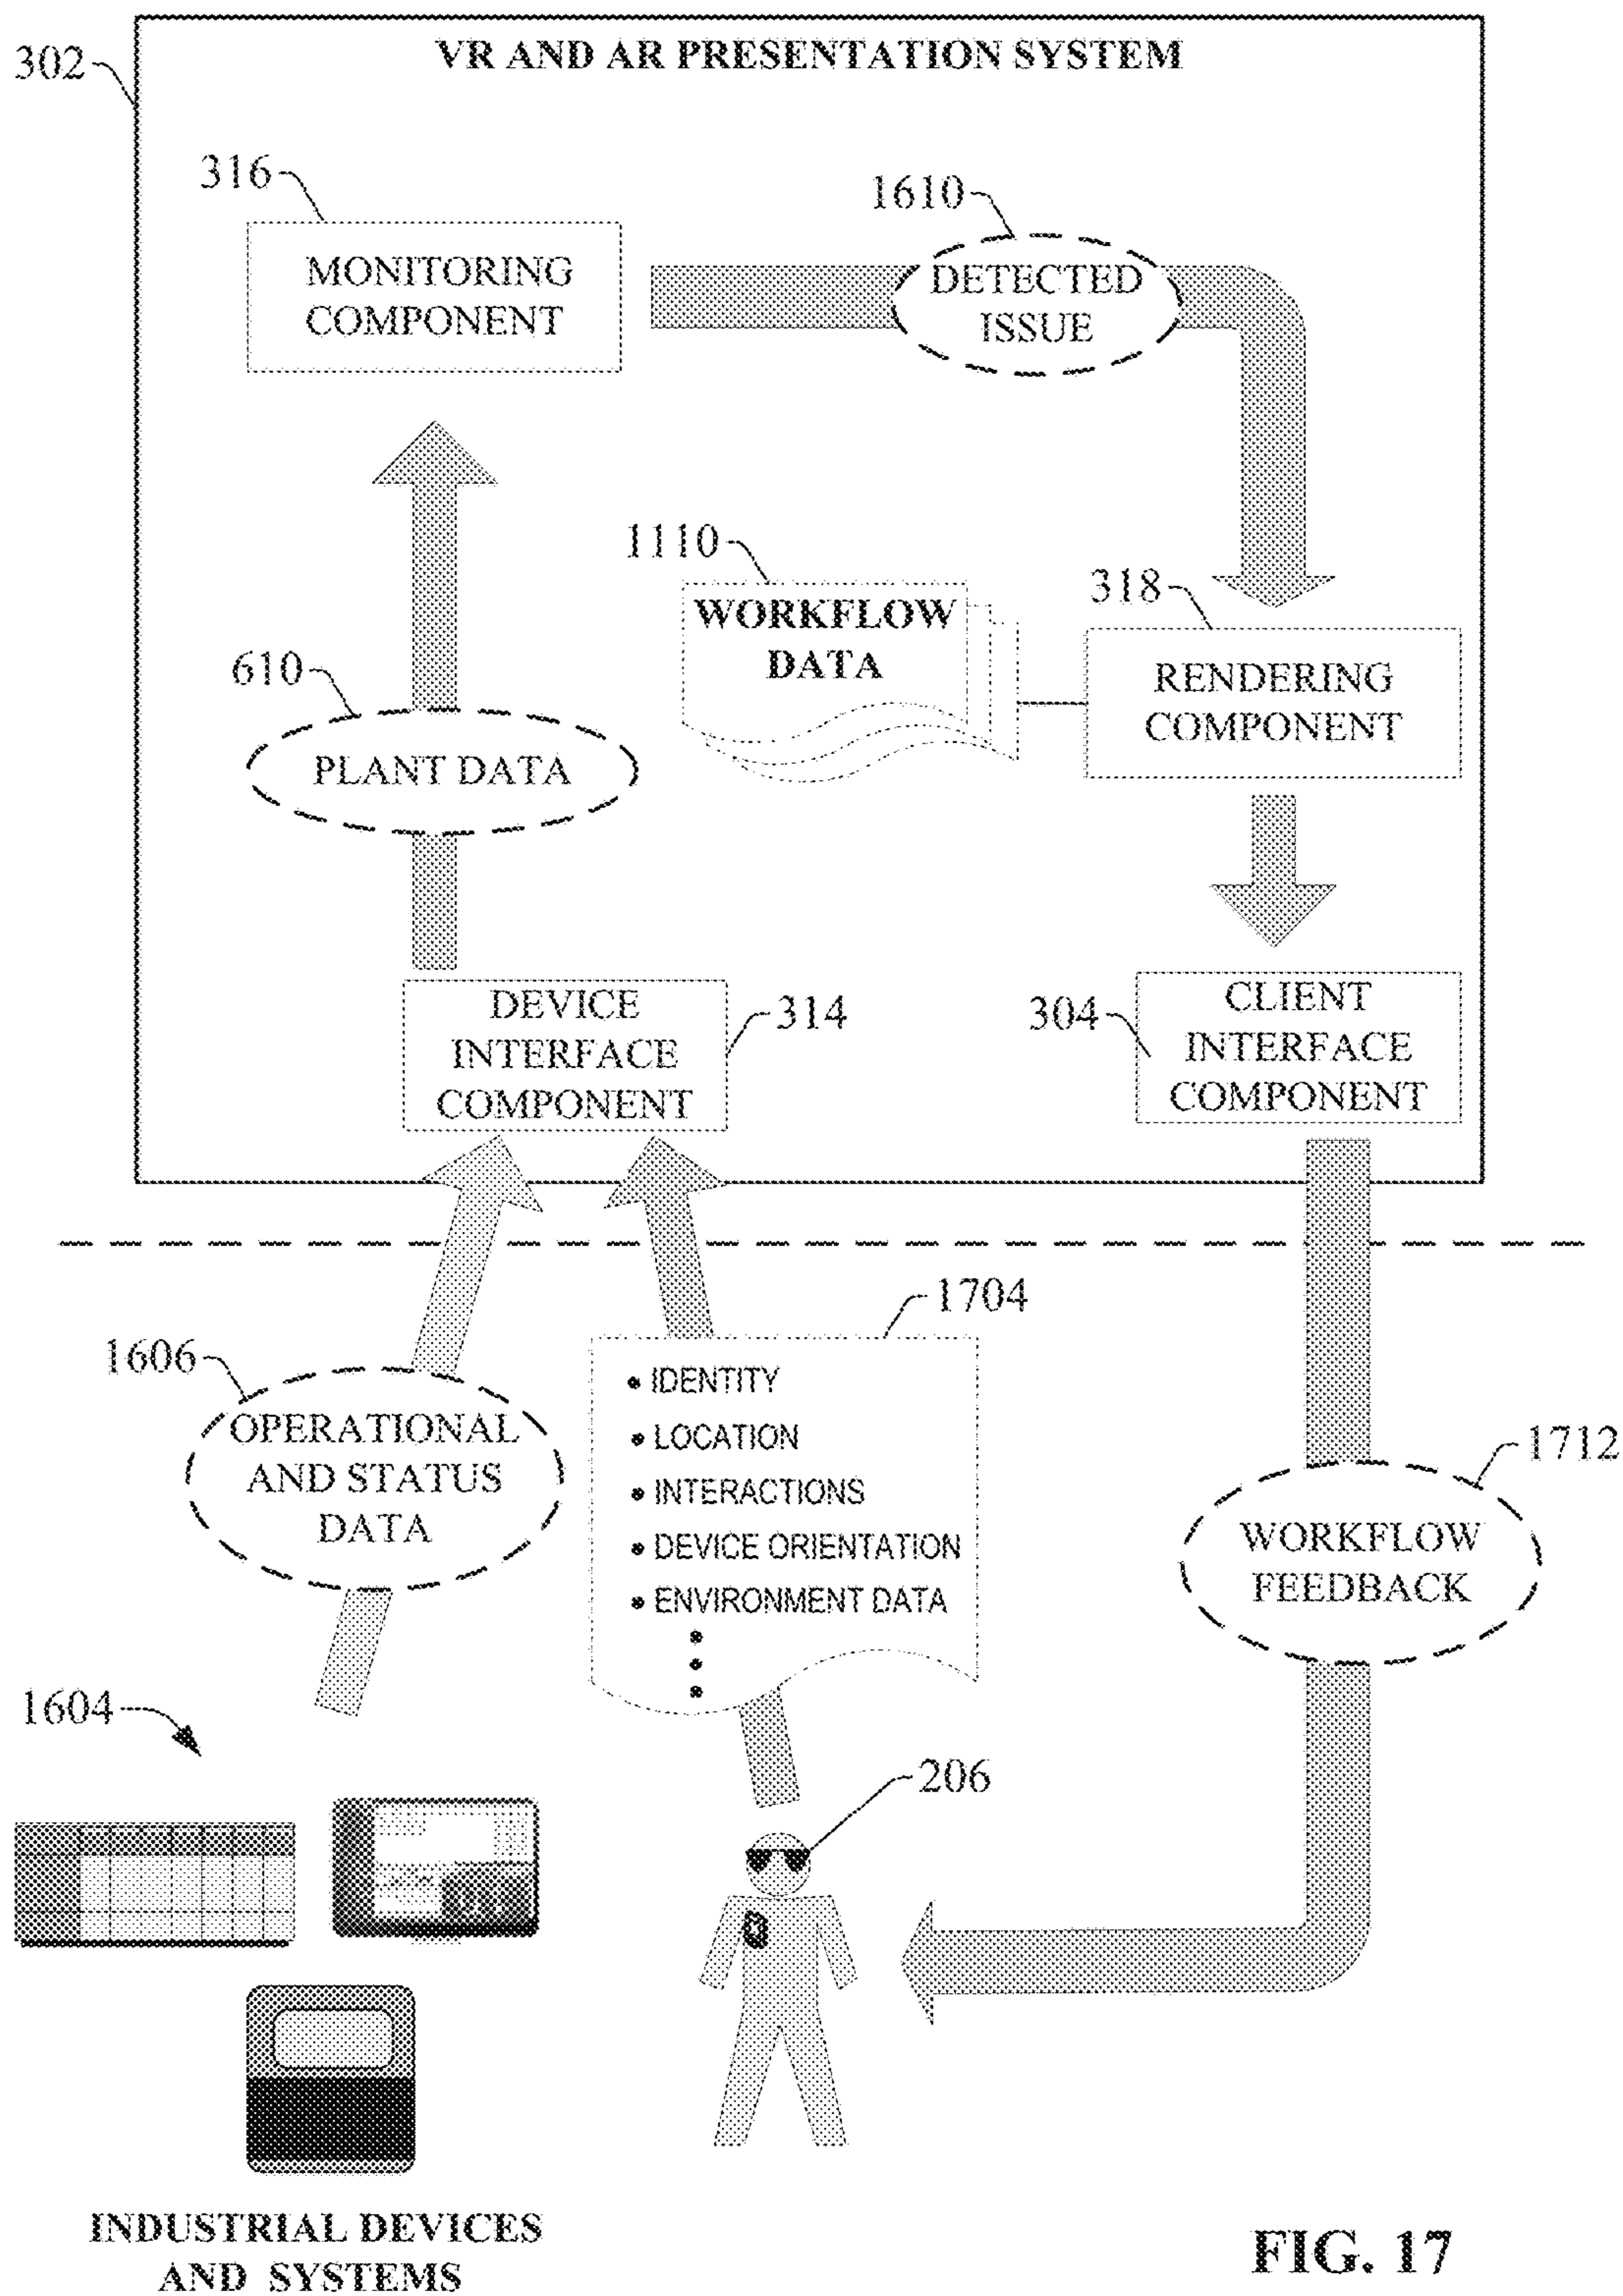 VR AND AR PRESENTATION SYSTEM
302
316
1610
MONITORING
COMPONENT
DETECTED
ISSUE
1110
318
WORKFLOW
DATA
610
RENDERING
COMPONENT
PLANT DATA
DEVICE
INTERFACE
COMPONENT
314
304
CLIENT
INTERFACE
COMPONENT
1704
1606
• IDENTITY
• LOCATION
• INTERACTIONS
• DEVICE ORIENTATION
• ENVIRONMENT DATA
OPERATIONAL
AND STATUS
DATA
1712
WORKFLOW
FEEDBACK
1604
206
INDUSTRIAL DEVICES
AND SYSTEMS
FIG. 17